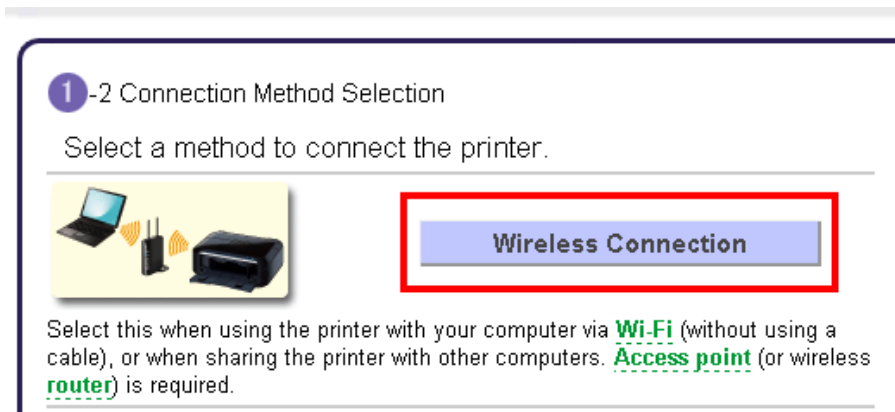 1-2 Connection Method Selection
Select a method to connect the printer.
Wireless Connection
Select this when using the printer with your computer via Wi-Fi (without using a
cable), or when sharing the printer with other computers. Access point (or wireless
router) is required.